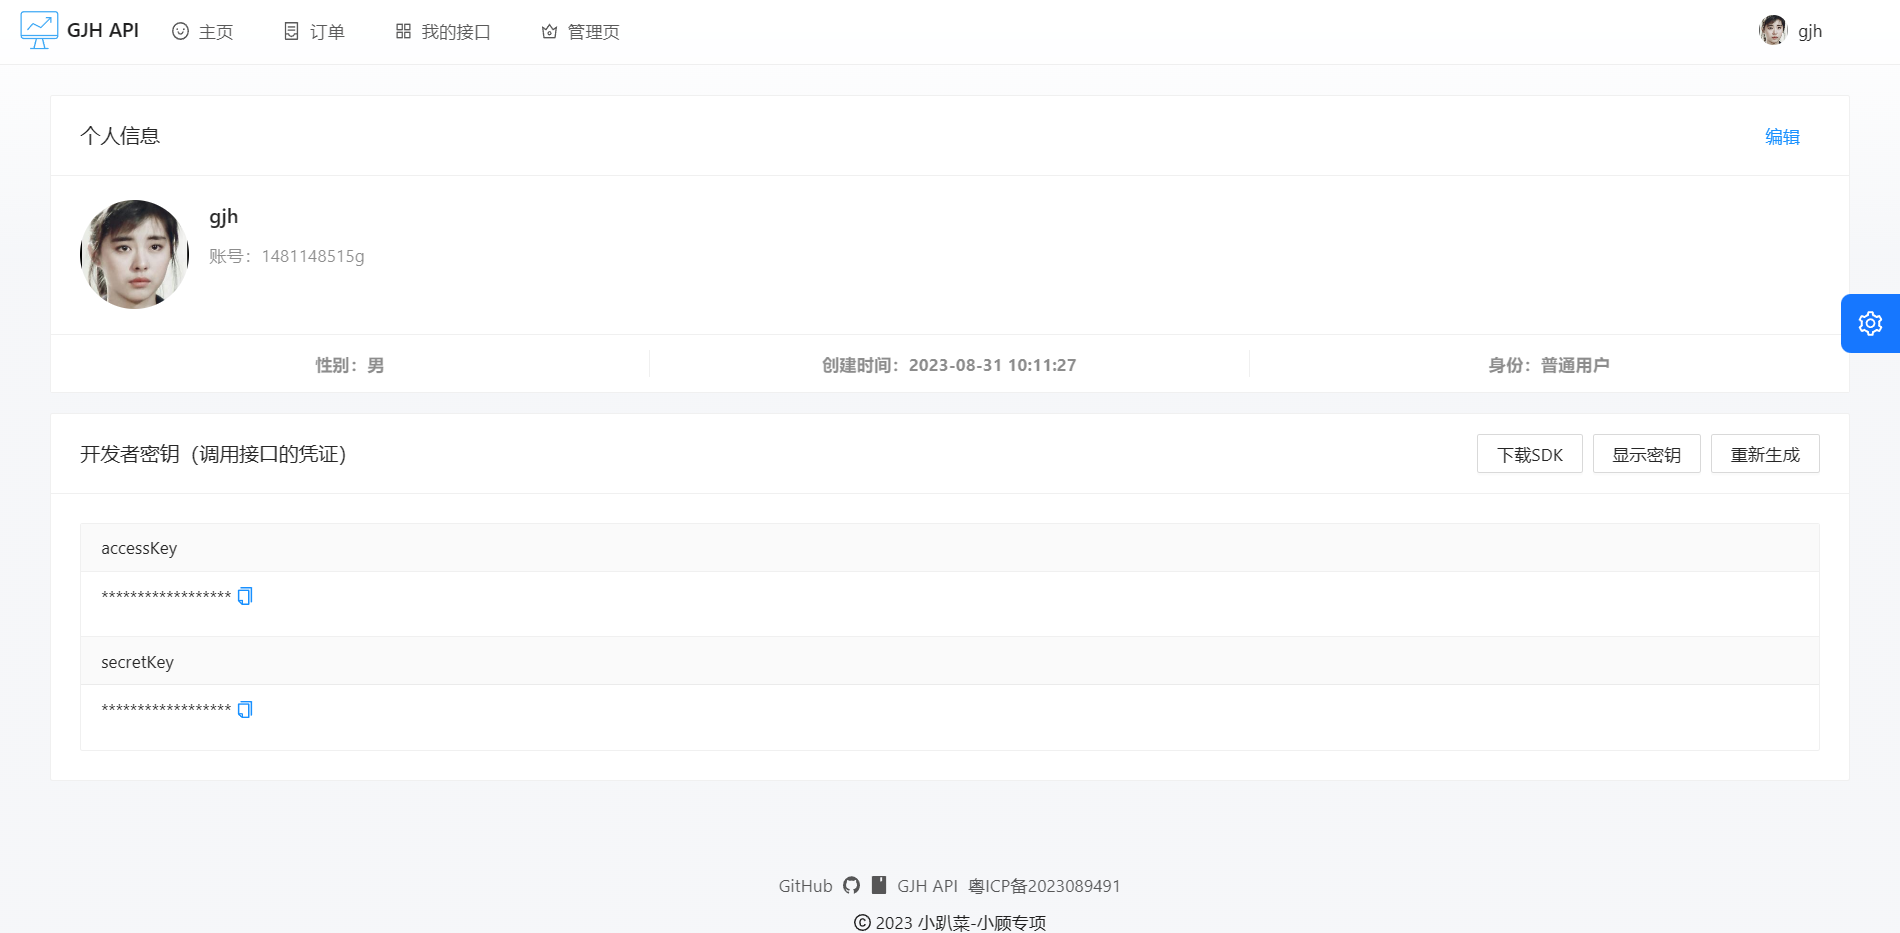 GJH API 主页 订单 我的接口 管理页 gjh
个人信息 编辑
gjh
账号：1481148515g
性别：男 创建时间：2023-08-31 10:11:27 身份：普通用户
开发者密钥（调用接口的凭证） 下载SDK 显示密钥 重新生成
accessKey
******************
secretKey
******************
GitHub GJH API 粤ICP备2023089491
© 2023 小趴菜-小顾专项